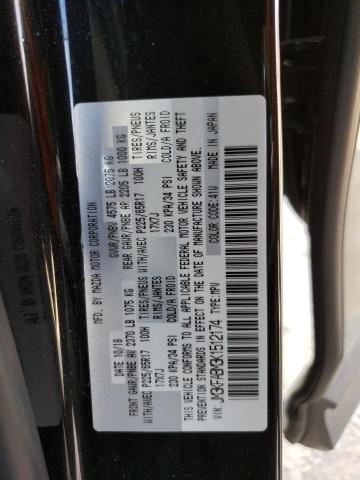 MFD BY MAZDA MOTOR CORPORATION
DATE 10/18
GVWR/PNBV 4575 LB/2075 KG
FRONT GAWR/PNBE AV 2370 LB 1075 KG
REAR GAWR/PNBE AR 2205 LB 1000 KG
WITH/AVEC P225/65R17 100H TIRES/PNEUS
WITH/AVEC P225/65R17 100H TIRES/PNEUS
17X7J RIMS/JANTES
17X7J RIMS/JANTES
230 KPA/34 PSI COLD/A FROID
230 KPA/34 PSI COLD/A FROID
THIS VEHICLE CONFORMS TO ALL APPLICABLE FEDERAL MOTOR VEHICLE SAFETY AND THEFT
PREVENTION STANDARDS IN EFFECT ON THE DATE OF MANUFACTURE SHOWN ABOVE.
TYPE:MPV
COLOR CODE:41W MADE IN JAPAN